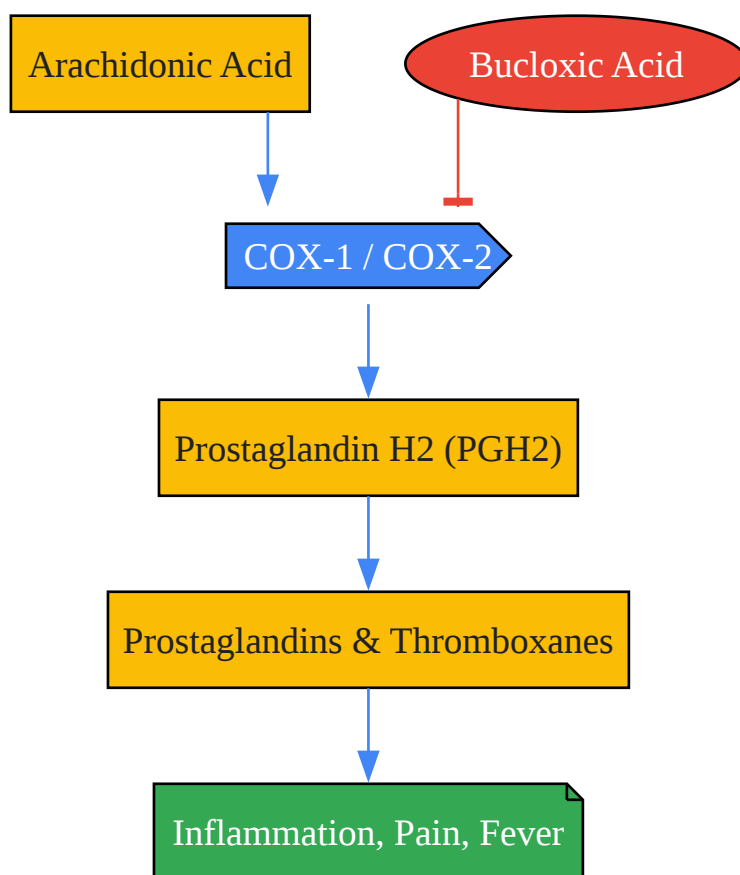 Arachidonic Acid
Bucloxic Acid
COX-1 / COX-2
Prostaglandin H2 (PGH2)
Prostaglandins & Thromboxanes
Inflammation, Pain, Fever